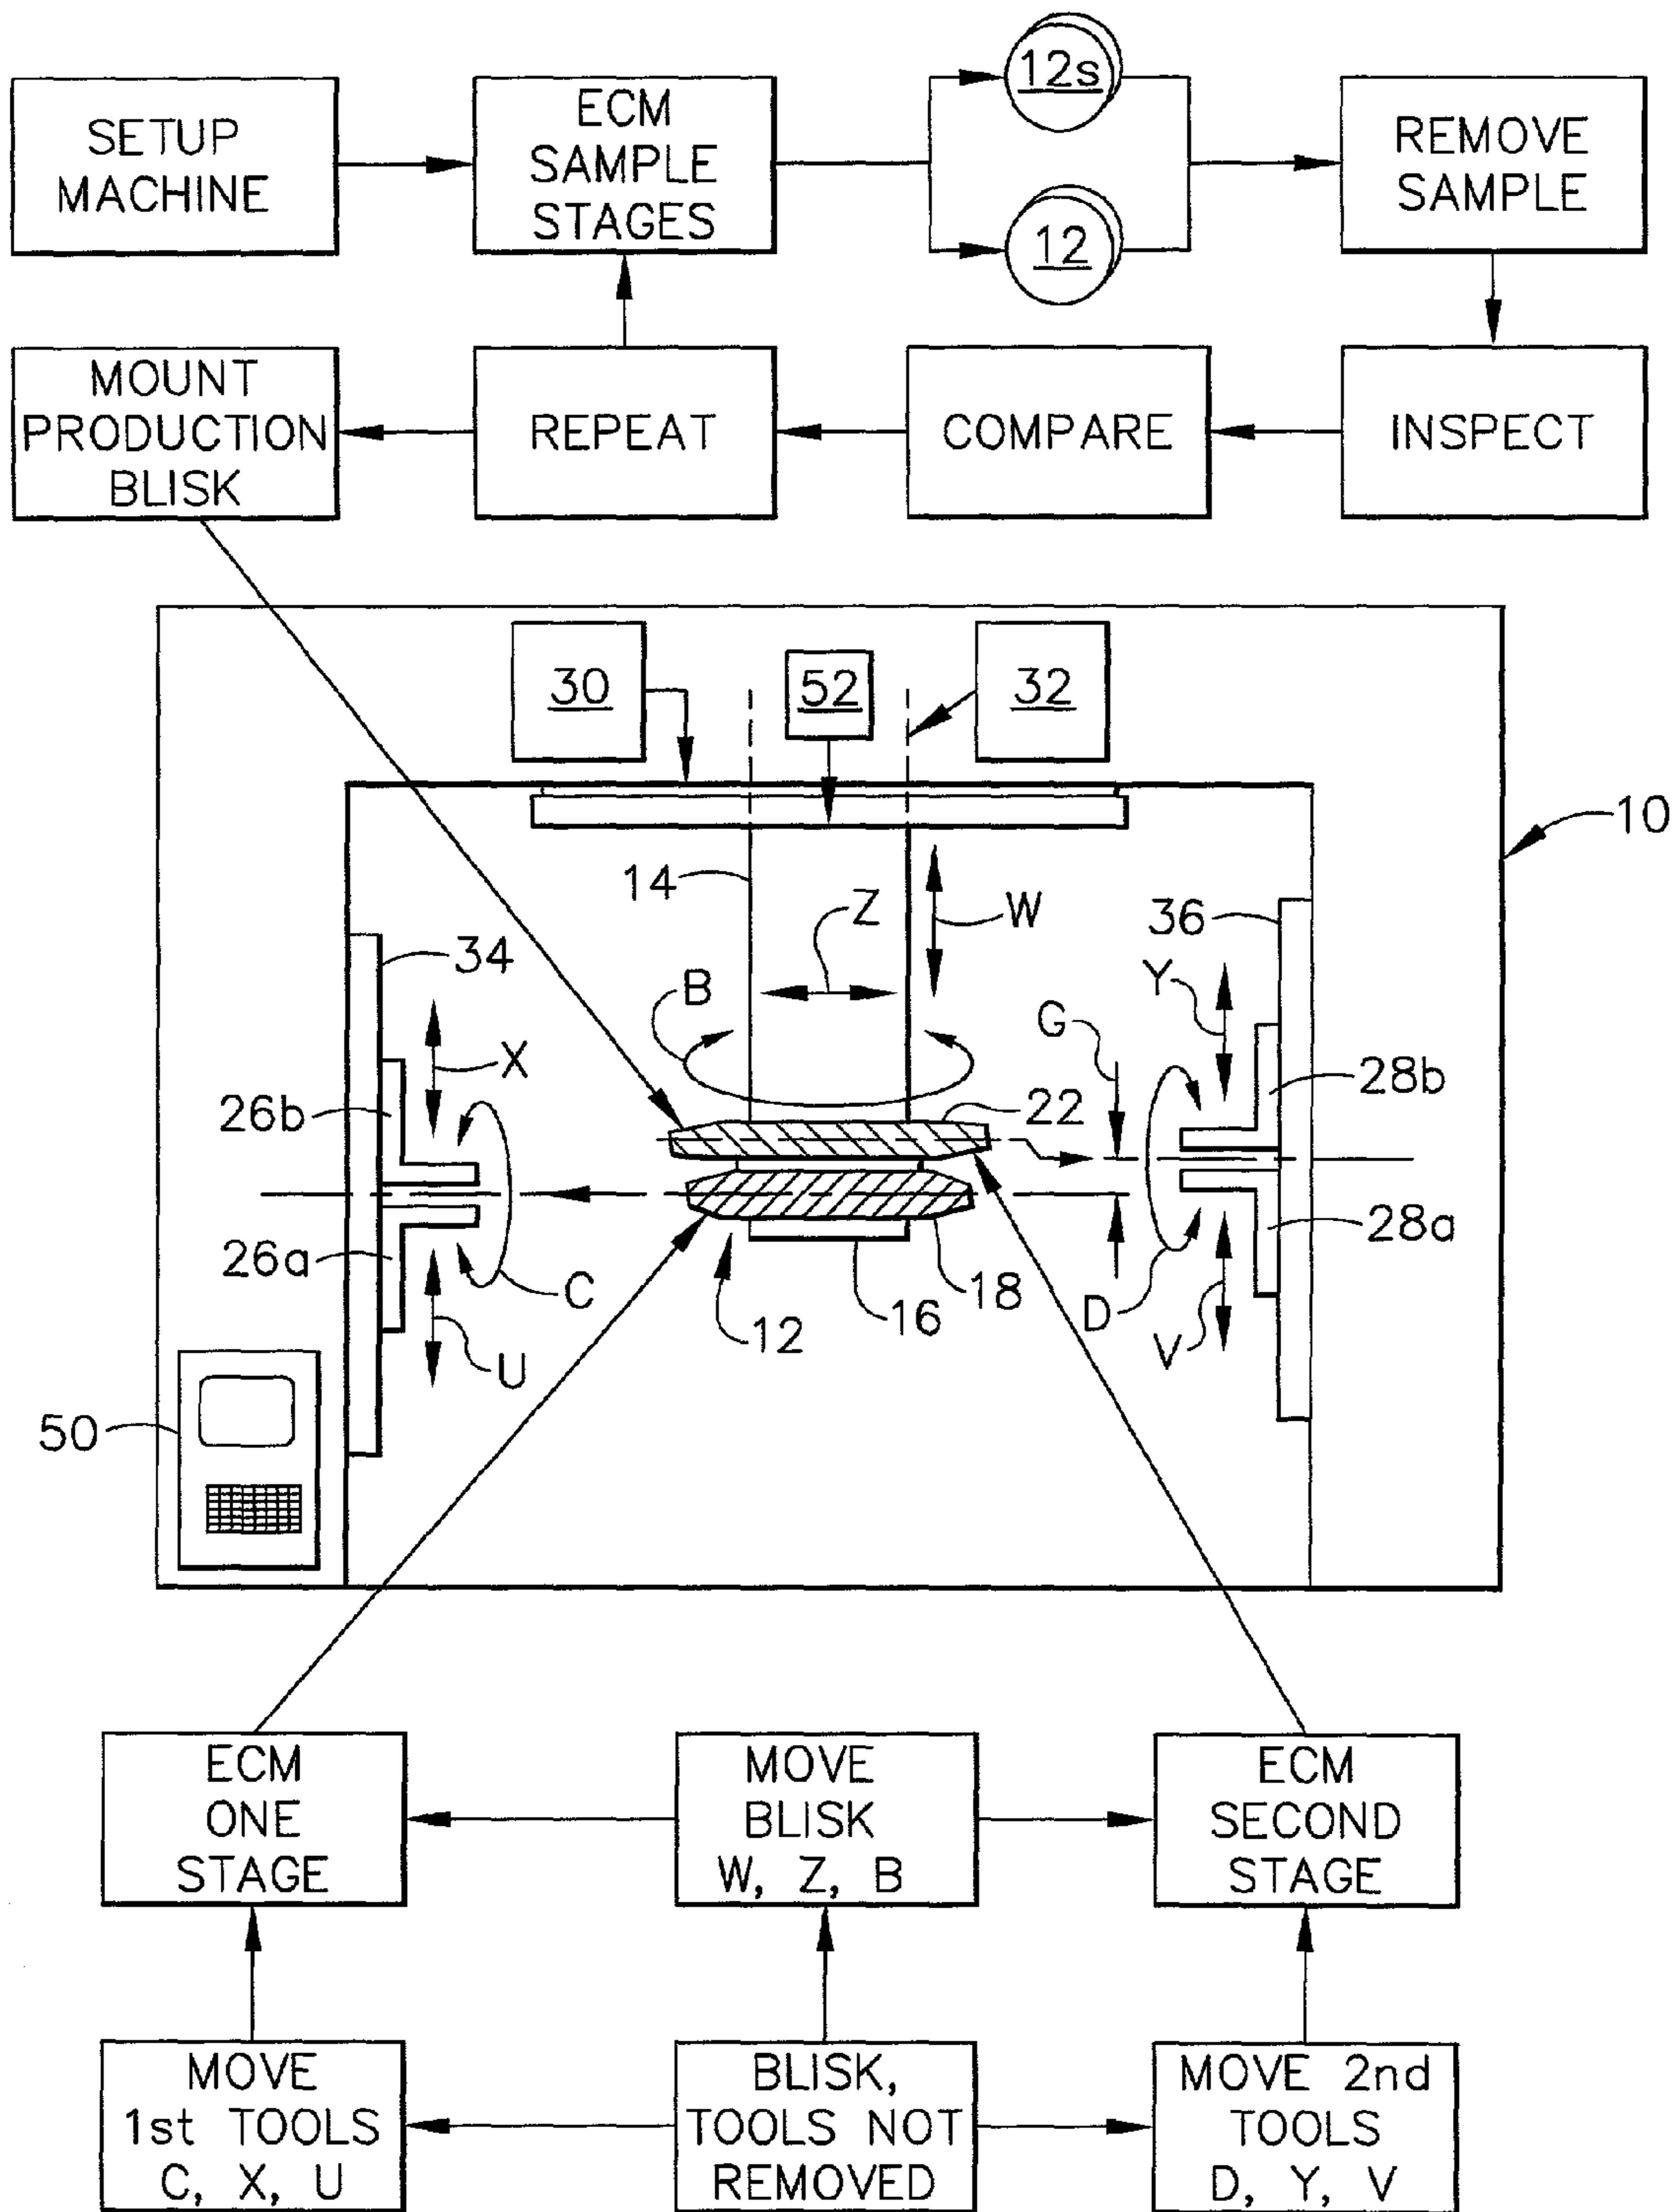 SETUP
MACHINE
ECM
SAMPLE
STAGES
12s
12
REMOVE
SAMPLE
MOUNT
PRODUCTION
BLISK
REPEAT
COMPARE
INSPECT
30
52
32
10
14
Z
W
36
34
B
Y
G
X
26b
22
28b
26a
C
28a
12
16
18
D
V
U
50
ECM
ONE
STAGE
MOVE
BLISK
W, Z, B
ECM
SECOND
STAGE
MOVE
1st TOOLS
C, X, U
BLISK,
TOOLS NOT
REMOVED
MOVE 2nd
TOOLS
D, Y, V